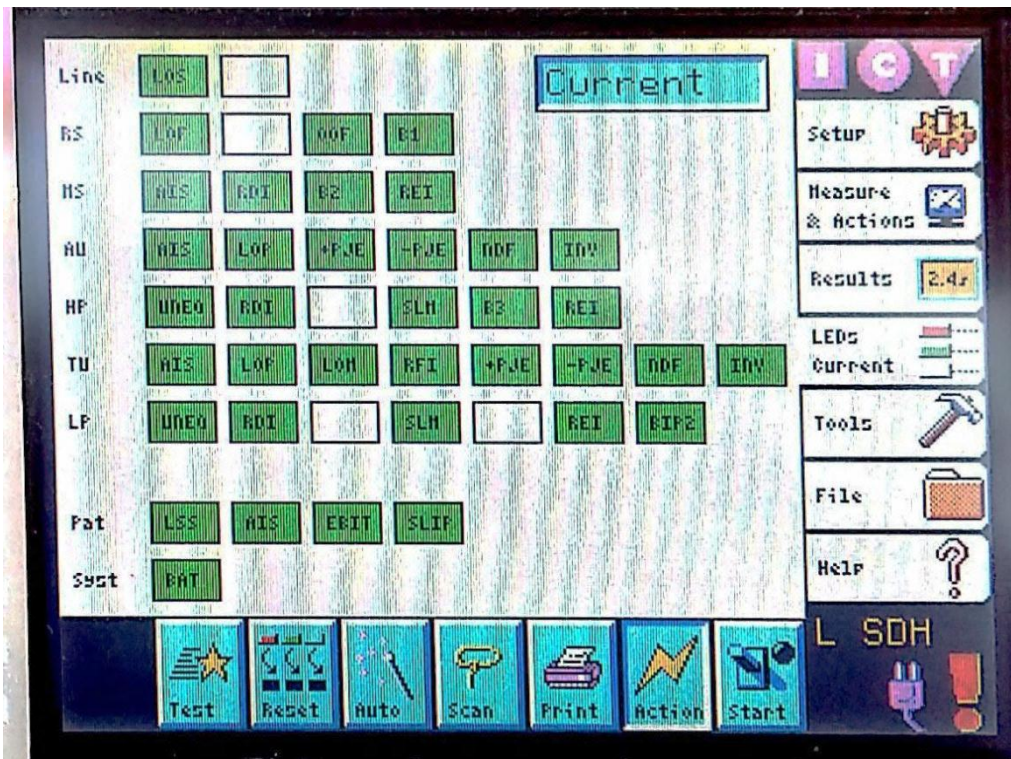 Current
Line LOS
RS LOF OOF B1
MS AIS RDI B2 REI
AU AIS LOP +PJE -PJE NDF INV
HP UNEQ RDI SLM B3 REI
TU AIS LOP LOM RFI +PJE -PJE NDF INV
LP UNEQ RDI SLM REI BIP2
Pat LSS AIS EBIT SLIP
Syst BAT
I C T
Setup
Measure
& Actions
Results 2.4s
LEDs
Current
Tools
File
Help
Test Reset Auto Scan Print Action Start
L SDH